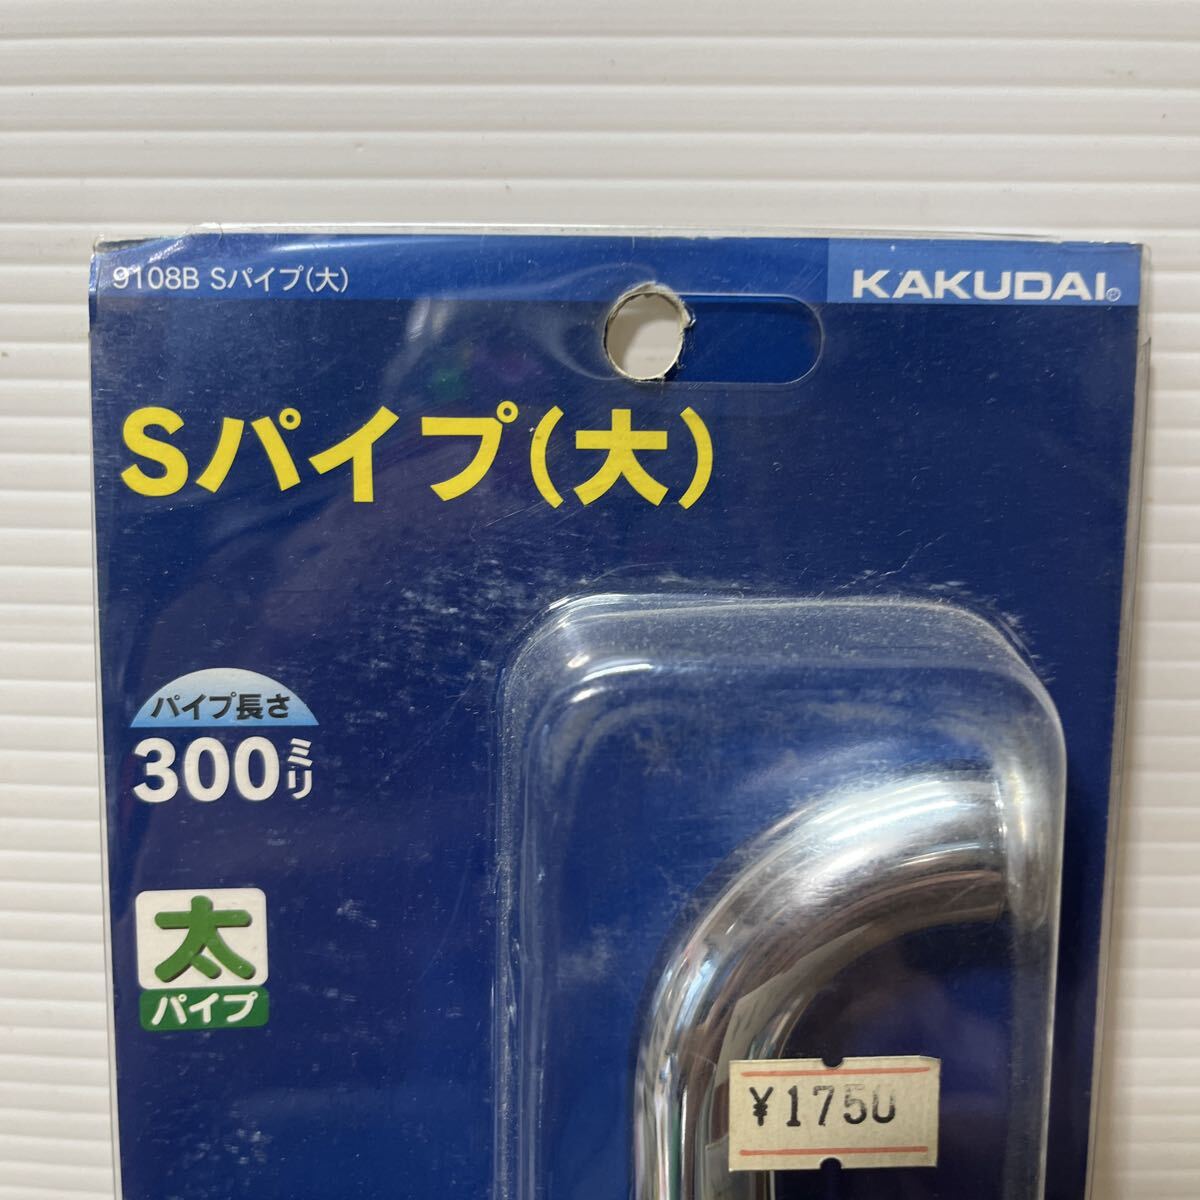 9108B Sパイプ(大)
KAKUDAI®
Sパイプ(大)
パイプ長さ
300ミリ
太
パイプ
¥1750